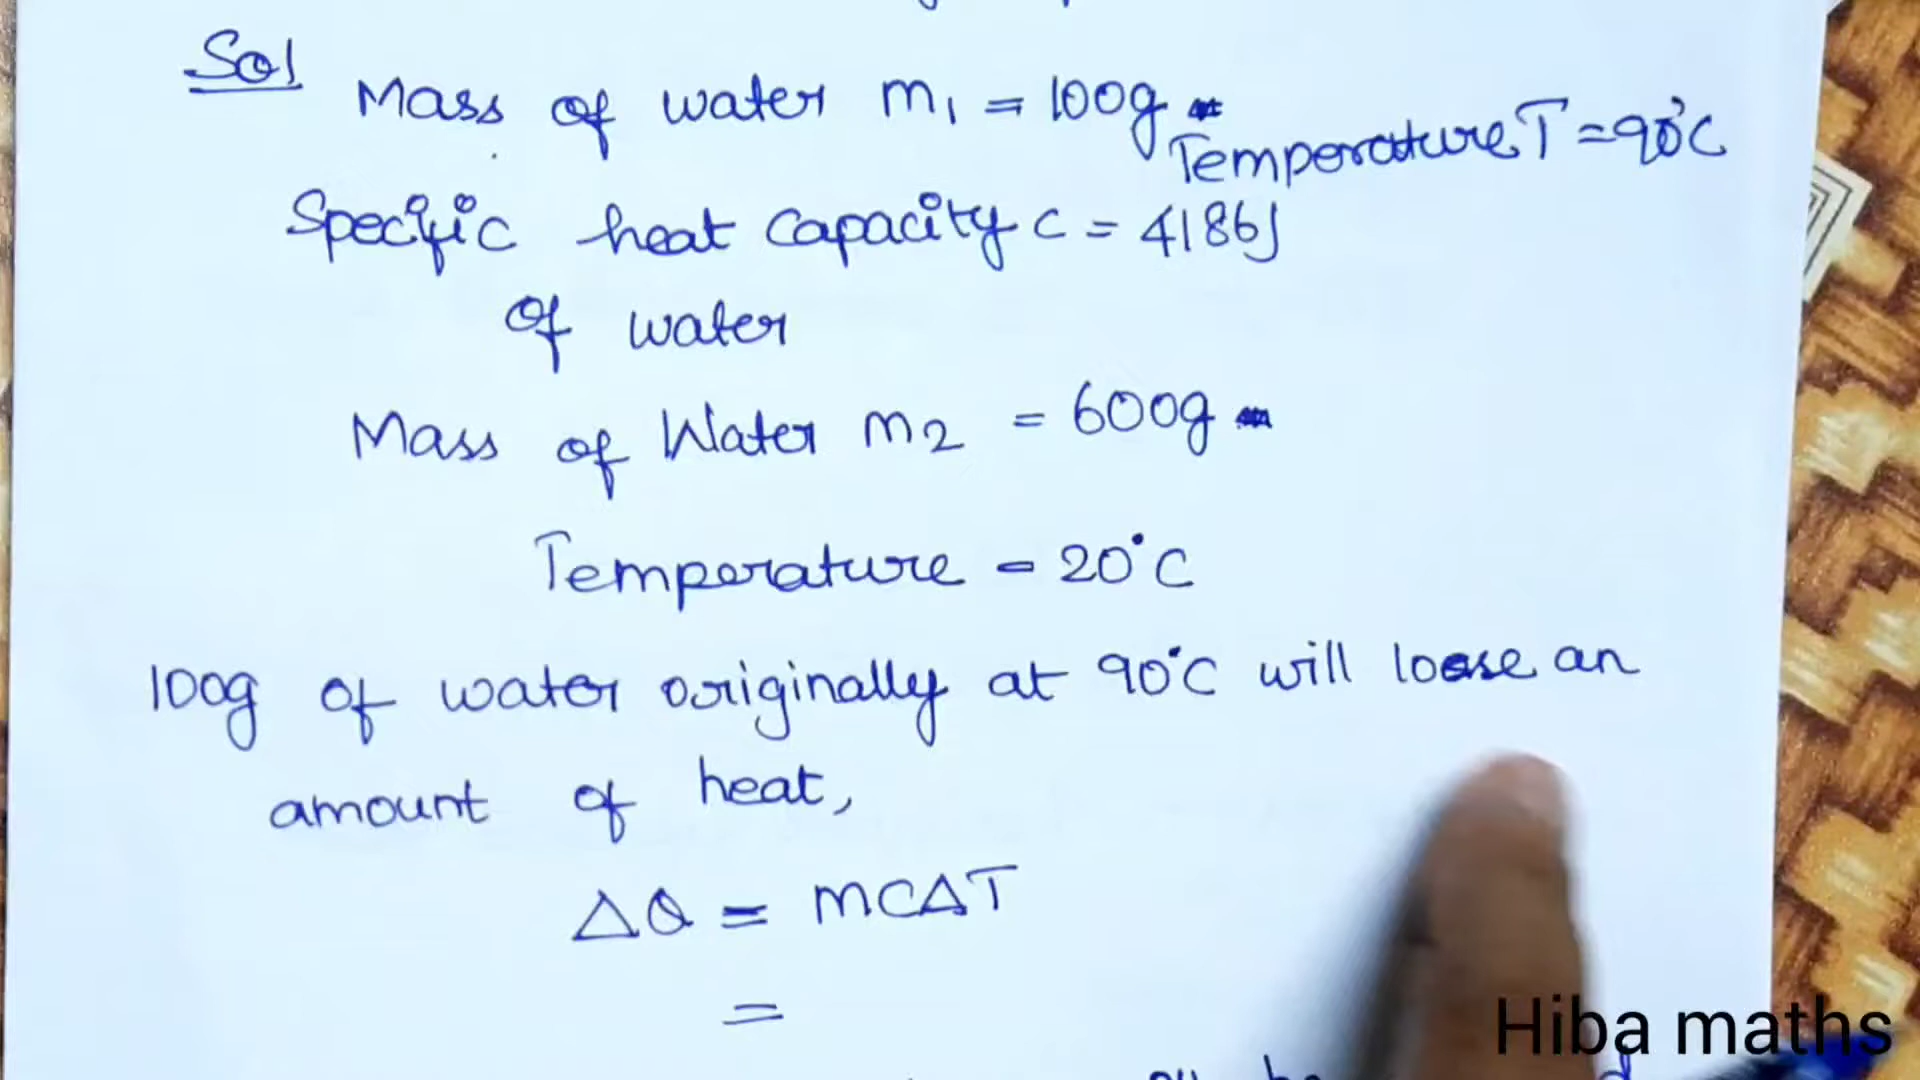 Sol
Mass of water m₁ = 100g
Temperature T = 90°C
Specific heat capacity c = 4186J
of water
Mass of Water m2 = 600g
Temperature - 20°C
100g of water originally at 90°C will loose an
amount of heat,
ΔQ = mCΔT
=
Hiba maths